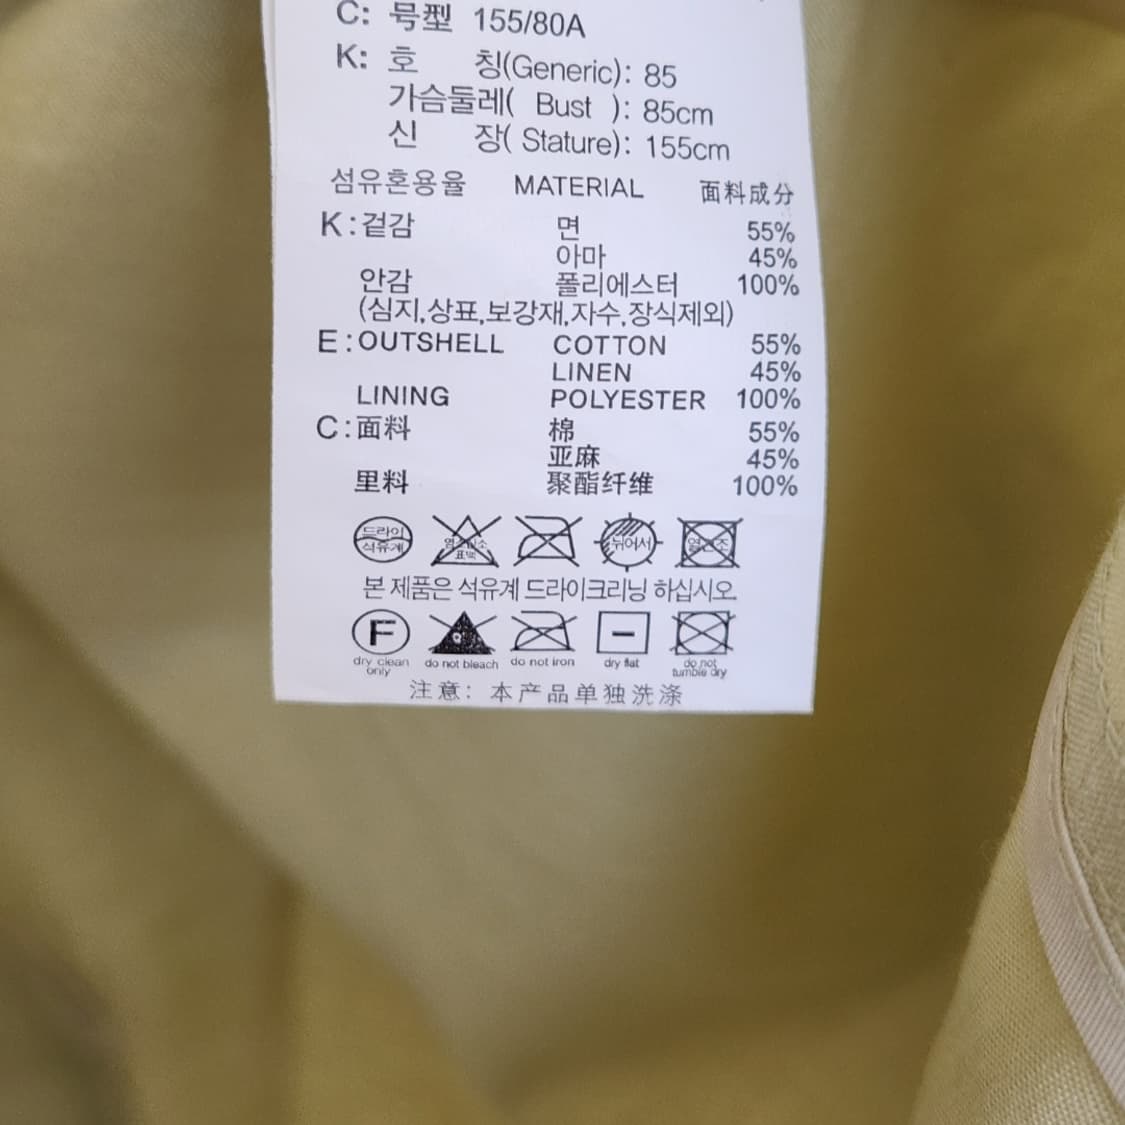 C: 号型 155/80A
K: 호 칭(Generic): 85
가슴둘레( Bust ): 85cm
신 장( Stature): 155cm
섬유혼용율 MATERIAL 面料成分
K:겉감 면 55%
아마 45%
안감 폴리에스터 100%
(심지,상표,보강재,자수,장식제외)
E:OUTSHELL COTTON 55%
LINEN 45%
LINING POLYESTER 100%
C:面料 棉 55%
亚麻 45%
里料 聚酯纤维 100%
드라이 뉘어서
석유계 표백
본 제품은 석유계 드라이크리닝 하십시오
F
dry clean only do not bleach do not iron dry flat do not tumble dry
注意: 本产品单独洗涤